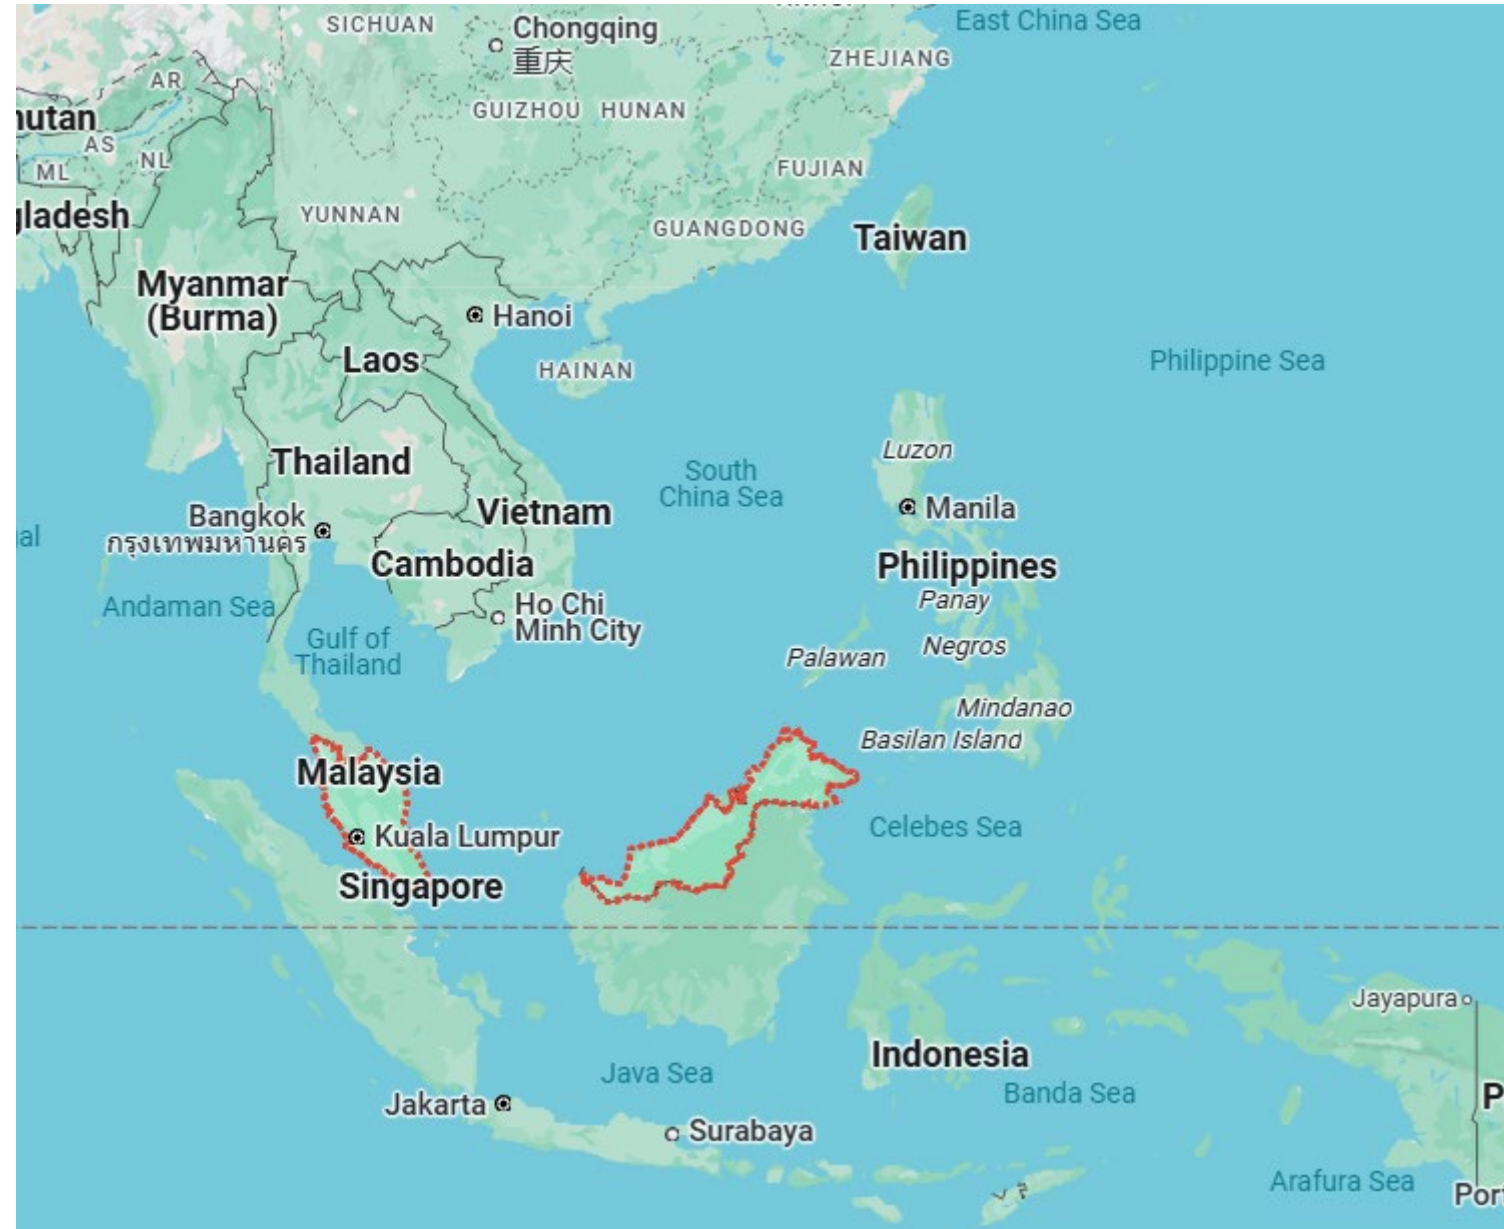 East China Sea
SICHUAN
Chongqing
重庆
ZHEJIANG
AR
GUIZHOU
HUNAN
hutan
AS
NL
ML
FUJIAN
gladesh
YUNNAN
GUANGDONG
Taiwan
Myanmar
(Burma)
Hanoi
Laos
HAINAN
Philippine Sea
Luzon
Thailand
South
China Sea
Vietnam
Manila
Bangkok
กรุงเทพมหานคร
al
Cambodia
Philippines
Andaman Sea
Ho Chi
Minh City
Panay
Gulf of
Thailand
Negros
Palawan
Mindanao
Basilan Island
Malaysia
Kuala Lumpur
Celebes Sea
Singapore
Jayapura
Indonesia
Java Sea
Banda Sea
P
Jakarta
Surabaya
Arafura Sea
Por